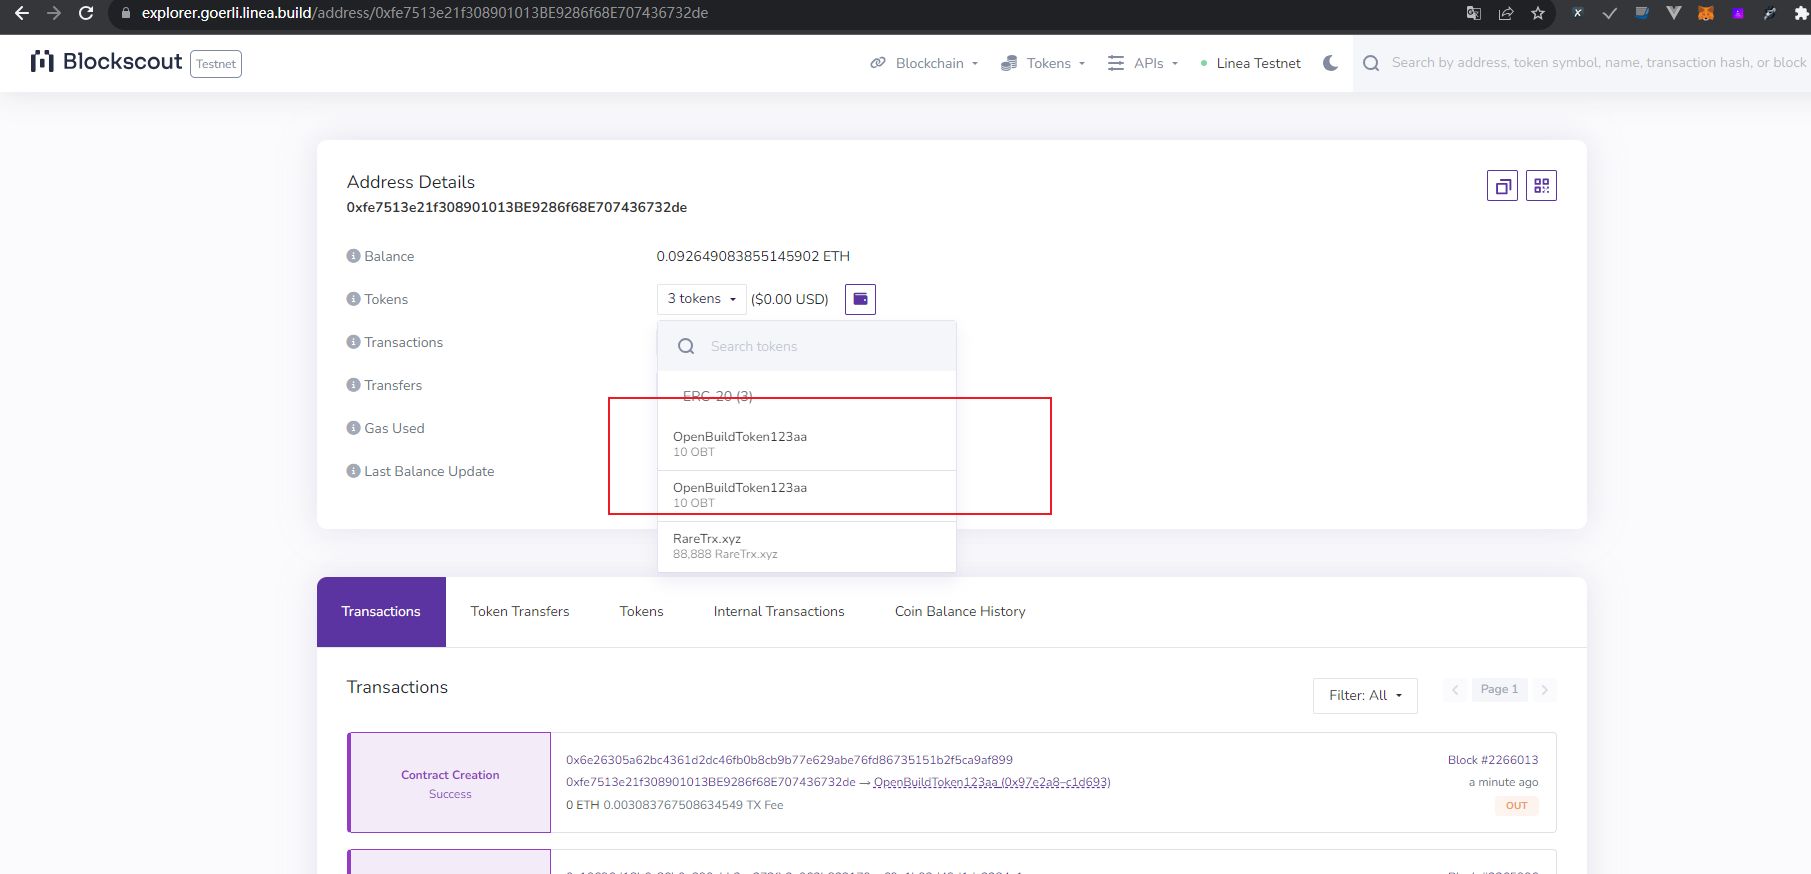 explorer.goerli.linea.build/address/0xfe7513e21f308901013BE9286f68E707436732de
Blockscout Testnet
Blockchain Tokens APIs Linea Testnet Search by address, token symbol, name, transaction hash, or block
Address Details
0xfe7513e21f308901013BE9286f68E707436732de
Balance 0.092649083855145902 ETH
Tokens 3 tokens ($0.00 USD)
Transactions
Transfers
Gas Used
Last Balance Update
Search tokens
ERC-20 (3)
OpenBuildToken123aa
10 OBT
OpenBuildToken123aa
10 OBT
RareTrx.xyz
88,888 RareTrx.xyz
Transactions Token Transfers Tokens Internal Transactions Coin Balance History
Transactions
Filter: All Page 1
Contract Creation
Success
0x6e26305a62bc4361d2dc46fb0b8cb9b77e629abe76fd86735151b2f5ca9af899
0xfe7513e21f308901013BE9286f68E707436732de → OpenBuildToken123aa (0x97e2a8–c1d693)
0 ETH 0.003083767508634549 TX Fee
Block #2266013
a minute ago
OUT